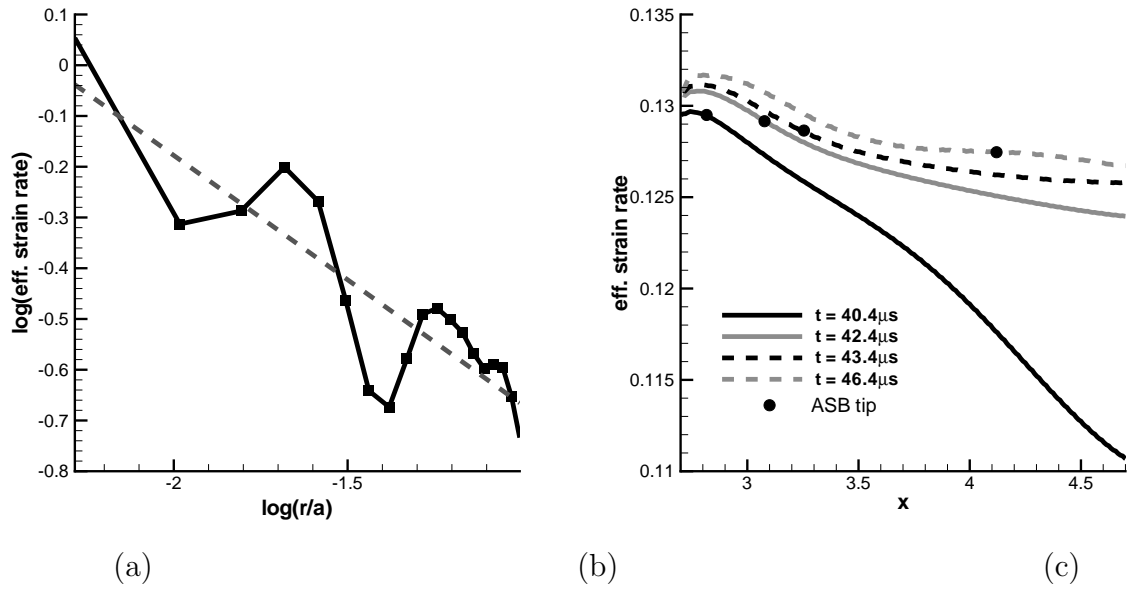 0.1
0
-0.1
-0.2
-0.3
-0.4
-0.5
-0.6
-0.7
-0.8
log(eff. strain rate)
-2
-1.5
log(r/a)
0.135
0.13
0.125
0.12
0.115
0.11
eff. strain rate
t = 40.4μs
t = 42.4μs
t = 43.4μs
t = 46.4μs
ASB tip
3
3.5
4
4.5
x
(a)
(b)
(c)